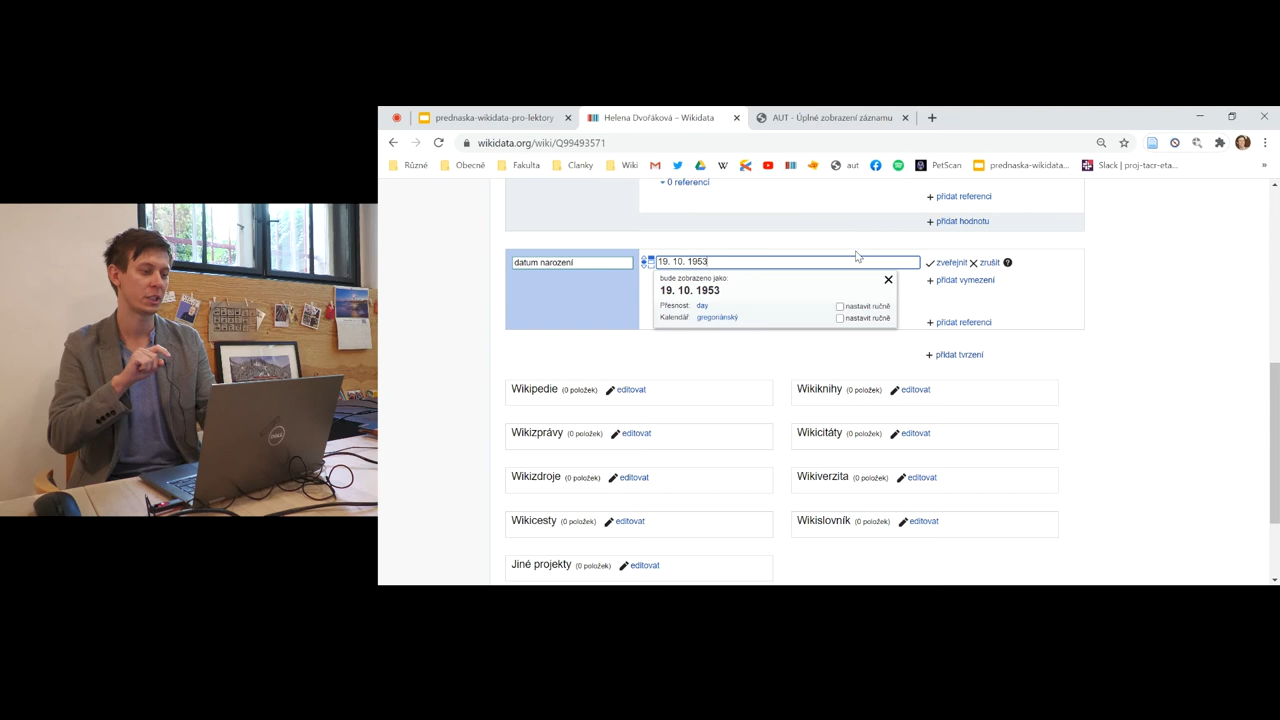 prednaska-wikidata-pro-lektory
Helena Dvořáková – Wikidata
AUT - Úplné zobrazení záznamu
wikidata.org/wiki/Q99493571
Různé Obecně Fakulta Clanky Wiki aut PetScan prednaska-wikidata... Slack | proj-tacr-eta... »
0 referencí
+ přidat referenci
+ přidat hodnotu
datum narození
19. 10. 1953
zveřejnit zrušit
bude zobrazeno jako:
19. 10. 1953
+ přidat vymezení
Přesnost: day nastavit ručně
Kalendář: gregoriánský nastavit ručně
+ přidat referenci
+ přidat tvrzení
Wikipedie (0 položek) editovat
Wikiknihy (0 položek) editovat
Wikizprávy (0 položek) editovat
Wikicitáty (0 položek) editovat
Wikizdroje (0 položek) editovat
Wikiverzita (0 položek) editovat
Wikicesty (0 položek) editovat
Wikislovník (0 položek) editovat
Jiné projekty (0 položek) editovat
DELL